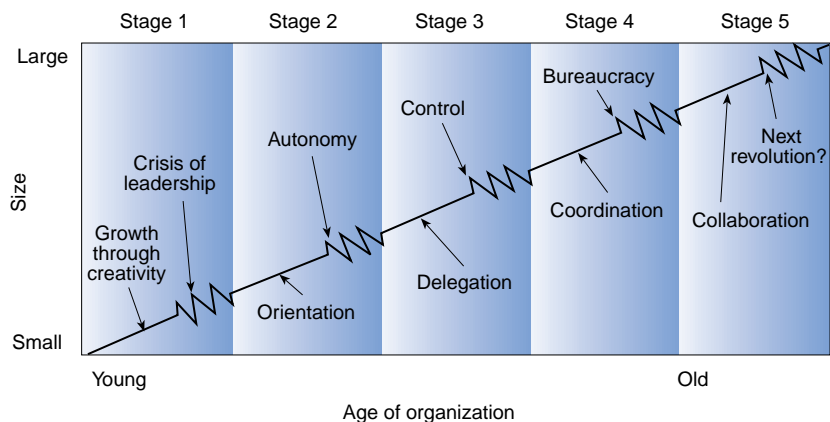 Stage 1
Stage 2
Stage 3
Stage 4
Stage 5
Large
Size
Small
Growth
through
creativity
Crisis of
leadership
Orientation
Autonomy
Delegation
Control
Coordination
Bureaucracy
Collaboration
Next
revolution?
Young
Old
Age of organization